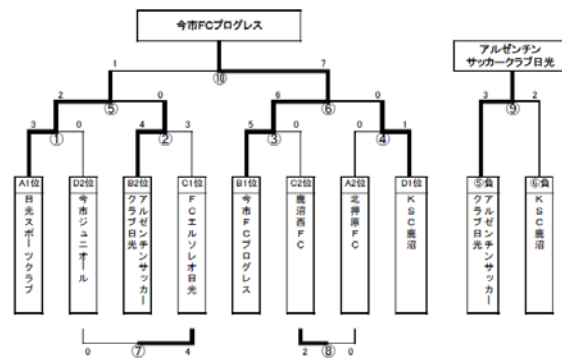 今市FCプログレス
アルゼンチン
サッカークラブ日光
1
⑩
7
2
⑤
0
6
⑥
0
3
⑨
2
3
①
0
4
②
3
5
③
0
0
④
1
A1位
日光スポーツクラブ
D2位
今市ジュニオール
B2位
アルゼンチンサッカー
クラブ日光
C1位
FCエルソレオ日光
B1位
今市FCプログレス
C2位
鹿沼西FC
A2位
北押原FC
D1位
KSC鹿沼
⑤負
アルゼンチンサッカー
クラブ日光
⑥負
KSC鹿沼
0
⑦
4
2
⑧
0